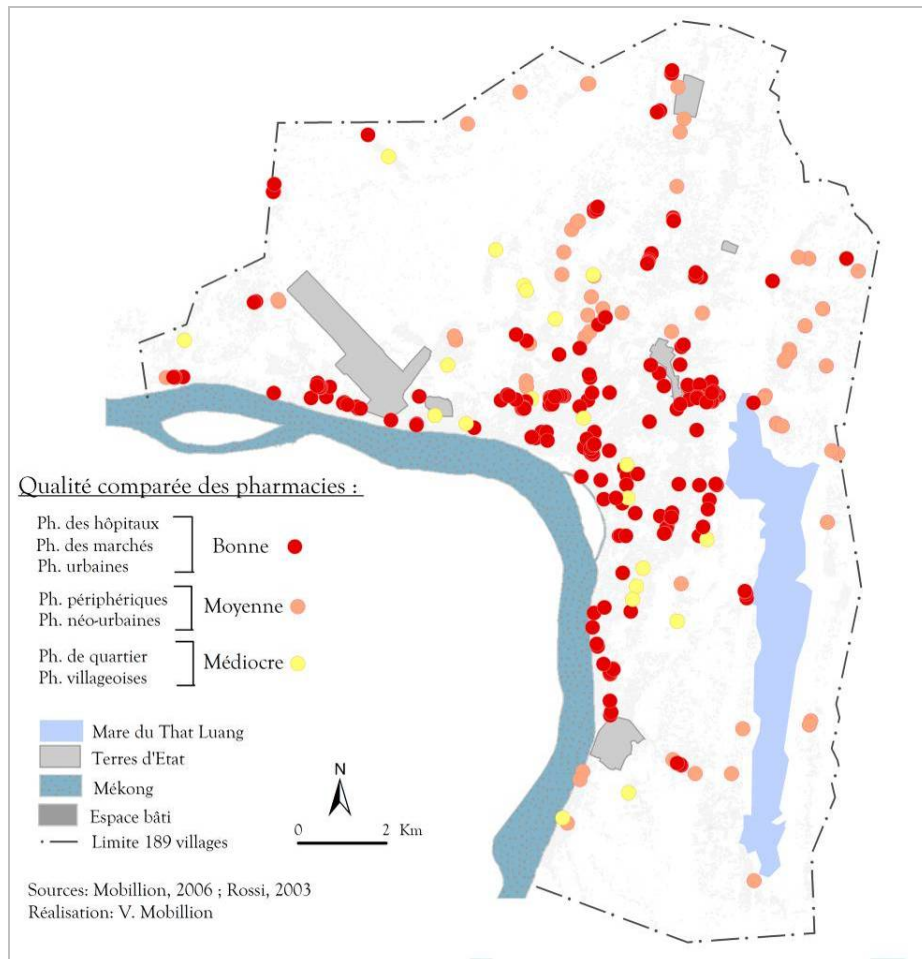 Qualité comparée des pharmacies :
Ph. des hôpitaux
Ph. des marchés
Ph. urbaines
Bonne
Ph. périphériques
Ph. néo-urbaines
Moyenne
Ph. de quartier
Ph. villageoises
Médiocre
Mare du That Luang
Terres d'Etat
Mékong
Espace bâti
Limite 189 villages
N
0 2 Km
Sources: Mobillion, 2006 ; Rossi, 2003
Réalisation: V. Mobillion